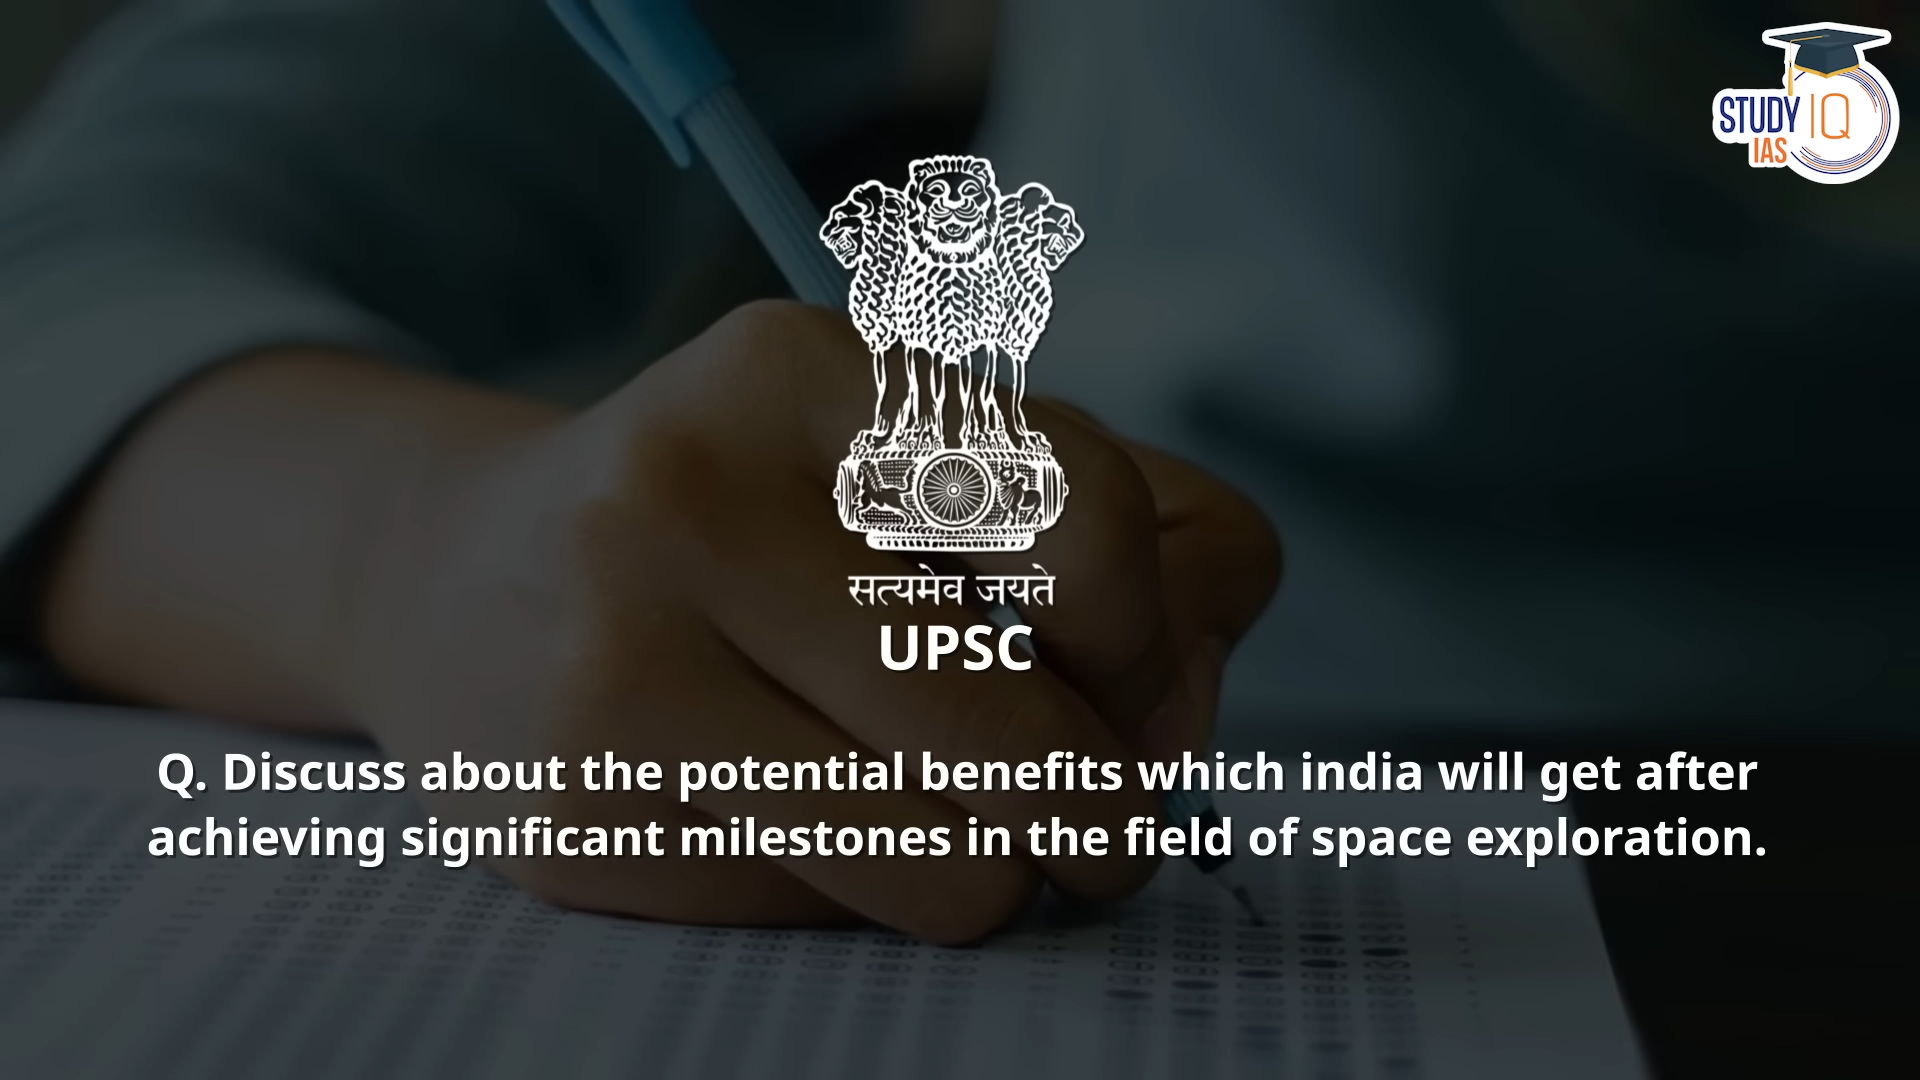 STUDY IQ
IAS
सत्यमेव जयते
UPSC
Q. Discuss about the potential benefits which india will get after
achieving significant milestones in the field of space exploration.